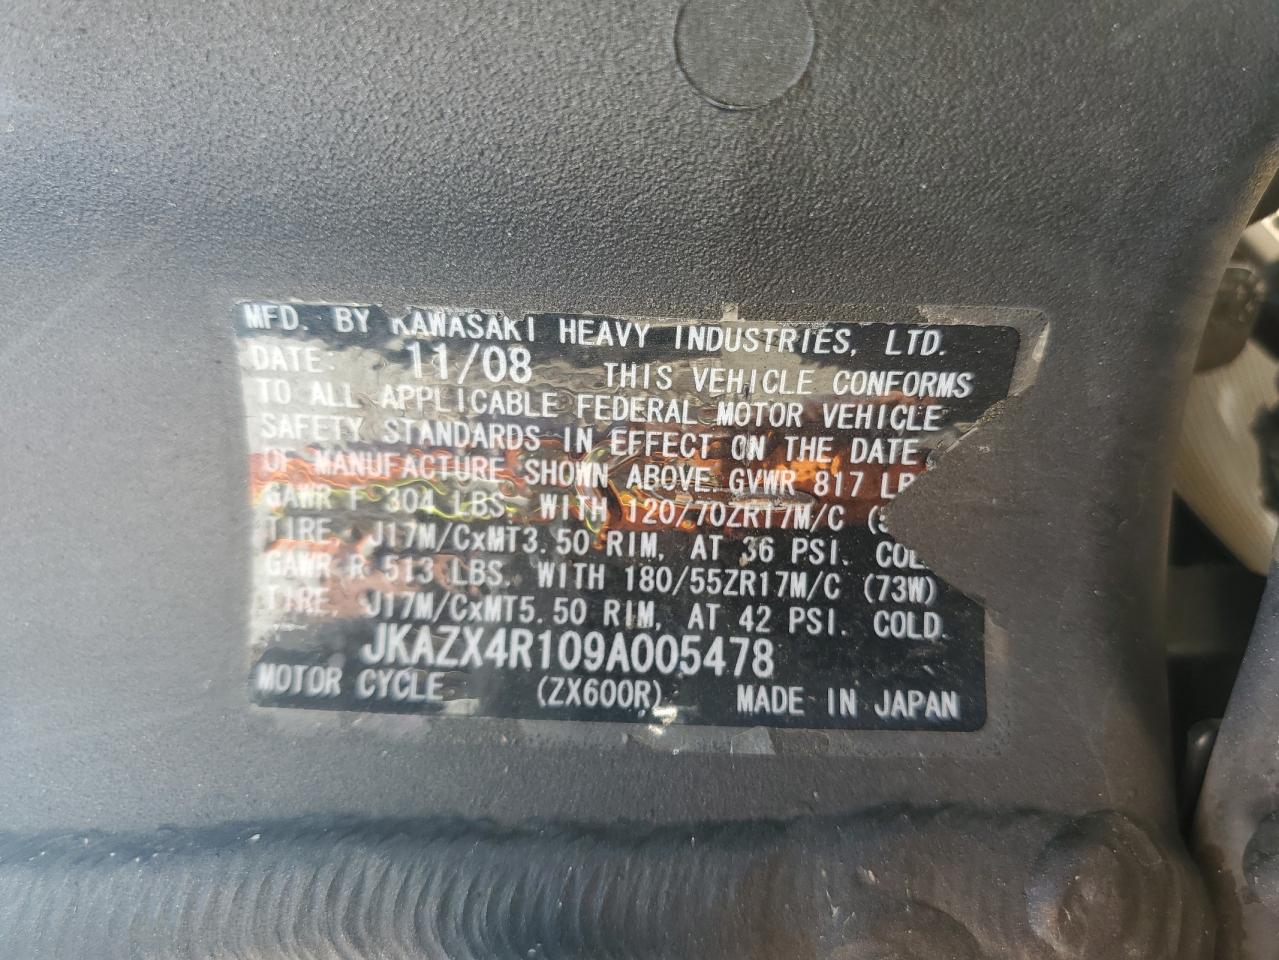 MFD. BY KAWASAKI HEAVY INDUSTRIES, LTD.
DATE: 11/08 THIS VEHICLE CONFORMS
TO ALL APPLICABLE FEDERAL MOTOR VEHICLE
SAFETY STANDARDS IN EFFECT ON THE DATE
OF MANUFACTURE SHOWN ABOVE. GVWR 817
GAWR F 304 LBS. WITH 120/70ZR17M/C
TIRE, J17M/CxMT3.50 RIM, AT 36 PSI.
GAWR R 513 LBS. WITH 180/55ZR17M/C (73W)
TIRE, J17M/CxMT5.50 RIM, AT 42 PSI. COLD.
JKAZX4R109A005478
MOTOR CYCLE (ZX600R) MADE IN JAPAN